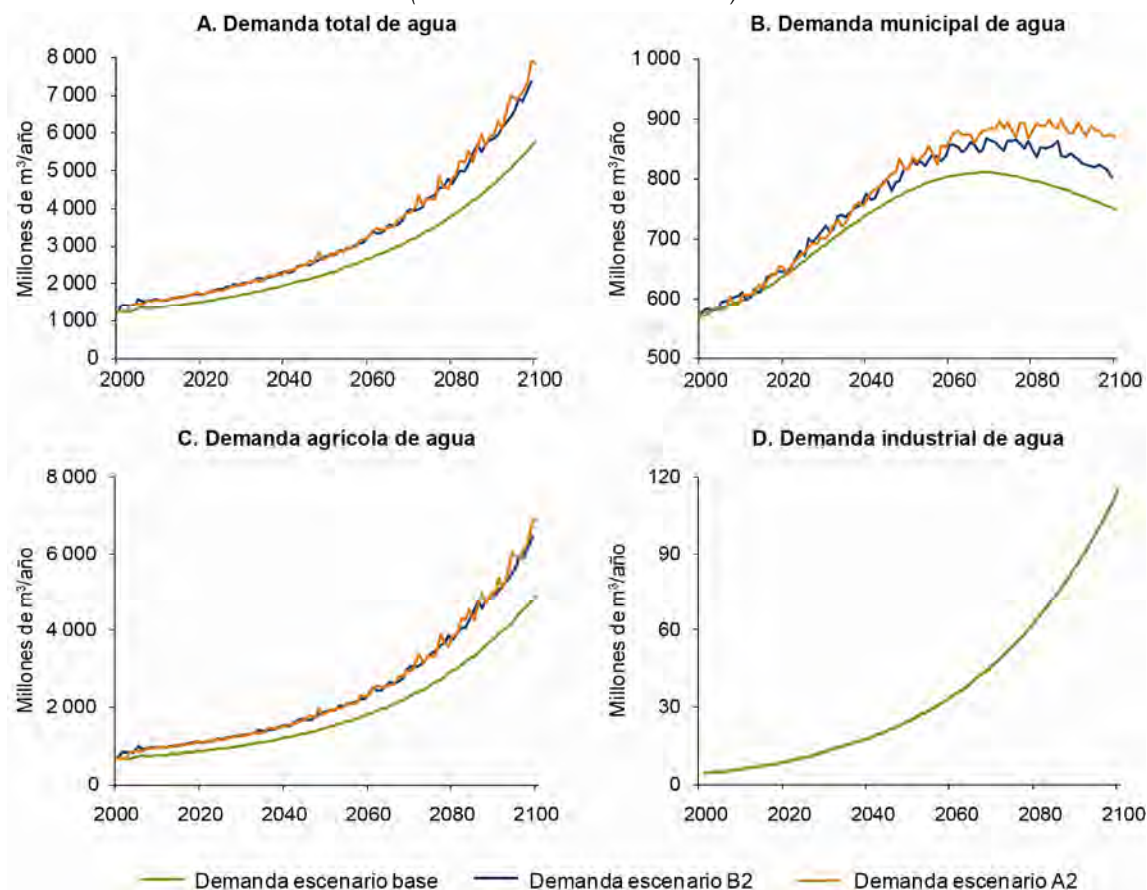 A. Demanda total de agua
Millones de m³/año
8 000
7 000
6 000
5 000
4 000
3 000
2 000
1 000
0
2000 2020 2040 2060 2080 2100
B. Demanda municipal de agua
Millones de m³/año
1 000
900
800
700
600
500
2000 2020 2040 2060 2080 2100
C. Demanda agricola de agua
Millones de m³/año
8 000
6 000
4 000
2 000
0
2000 2020 2040 2060 2080 2100
D. Demanda industrial de agua
Millones de m³/año
120
90
60
30
0
2000 2020 2040 2060 2080 2100
Demanda escenario base Demanda escenario B2 Demanda escenario A2